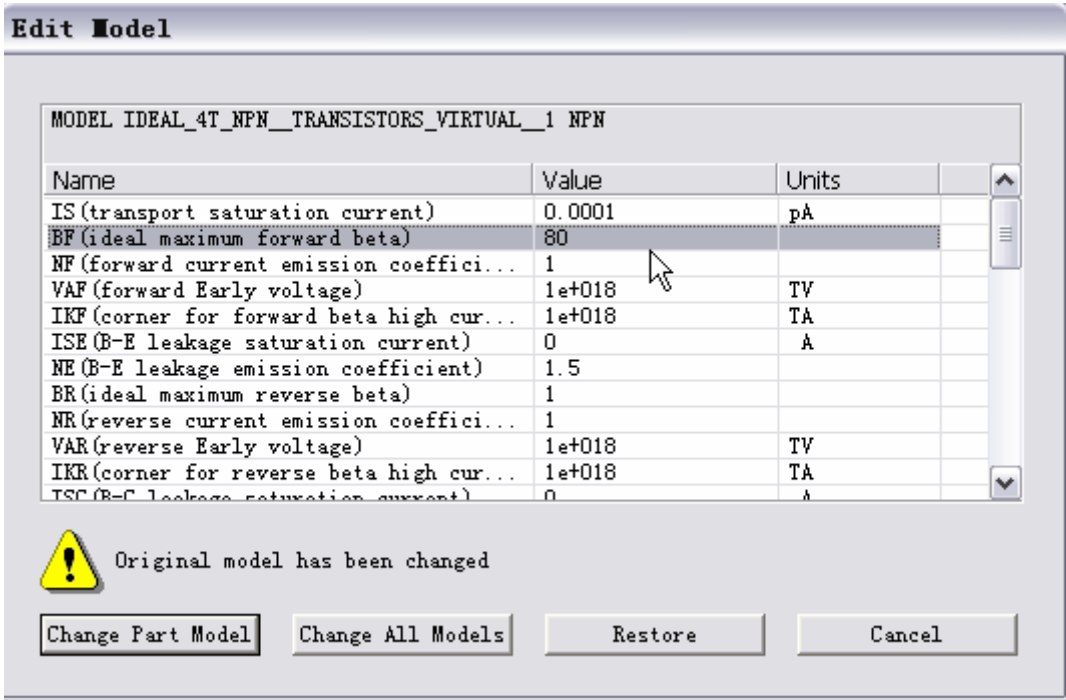 Edit Model
MODEL IDEAL_4T_NPN__TRANSISTORS_VIRTUAL__1 NPN
Name Value Units
IS(transport saturation current) 0.0001 pA
BF(ideal maximum forward beta) 80
NF(forward current emission coeffici... 1
VAF(forward Early voltage) 1e+018 TV
IKF(corner for forward beta high cur... 1e+018 TA
ISE(B-E leakage saturation current) 0 A
NE(B-E leakage emission coefficient) 1.5
BR(ideal maximum reverse beta) 1
NR(reverse current emission coeffici... 1
VAR(reverse Early voltage) 1e+018 TV
IKR(corner for reverse beta high cur... 1e+018 TA
ISC(B-C leakage saturation current) 0 A
Original model has been changed
Change Part Model Change All Models Restore Cancel